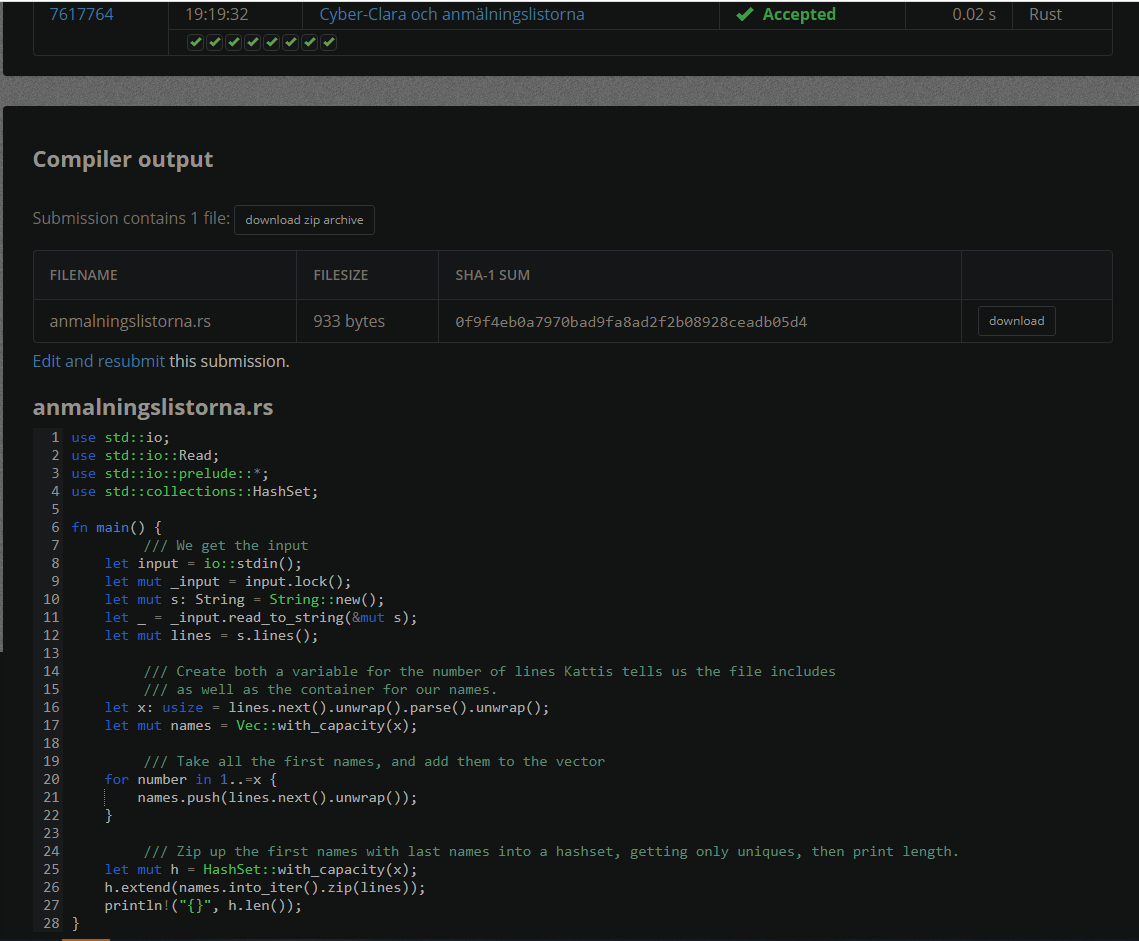 7617764 19:19:32 Cyber-Clara och anmälningslistorna Accepted 0.02 s Rust
Compiler output
Submission contains 1 file: download zip archive
FILENAME FILESIZE SHA-1 SUM
anmalningslistorna.rs 933 bytes 0f9f4eb0a7970bad9fa8ad2f2b08928ceadb05d4 download
Edit and resubmit this submission.
anmalningslistorna.rs
1 use std::io;
2 use std::io::Read;
3 use std::io::prelude::*;
4 use std::collections::HashSet;
5
6 fn main() {
7         /// We get the input
8     let input = io::stdin();
9     let mut _input = input.lock();
10     let mut s: String = String::new();
11     let _ = _input.read_to_string(&mut s);
12     let mut lines = s.lines();
13
14         /// Create both a variable for the number of lines Kattis tells us the file includes
15         /// as well as the container for our names.
16     let x: usize = lines.next().unwrap().parse().unwrap();
17     let mut names = Vec::with_capacity(x);
18
19         /// Take all the first names, and add them to the vector
20     for number in 1..=x {
21         names.push(lines.next().unwrap());
22     }
23
24         /// Zip up the first names with last names into a hashset, getting only uniques, then print length.
25     let mut h = HashSet::with_capacity(x);
26     h.extend(names.into_iter().zip(lines));
27     println!("{}", h.len());
28 }